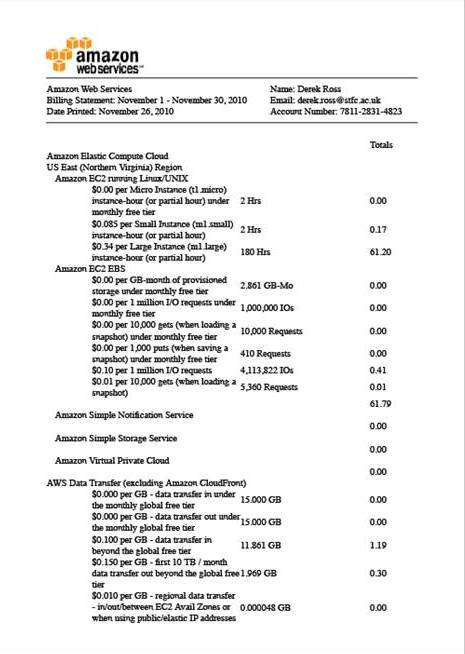 amazon
webservices™
Amazon Web Services
Name: Derek Ross
Billing Statement: November 1 - November 30, 2010
Email: derek.ross@stfc.ac.uk
Date Printed: November 26, 2010
Account Number: 7811-2831-4823
Totals
Amazon Elastic Compute Cloud
US East (Northern Virginia) Region
Amazon EC2 running Linux/UNIX
$0.00 per Micro Instance (t1.micro)
instance-hour (or partial hour) under 2 Hrs 0.00
monthly free tier
$0.085 per Small Instance (m1.small)
instance-hour (or partial hour) 2 Hrs 0.17
$0.34 per Large Instance (m1.large)
instance-hour (or partial hour) 180 Hrs 61.20
Amazon EC2 EBS
$0.00 per GB-month of provisioned
storage under monthly free tier 2.861 GB-Mo 0.00
$0.00 per 1 million I/O requests under
monthly free tier 1,000,000 IOs 0.00
$0.00 per 10,000 gets (when loading a
snapshot) under monthly free tier 10,000 Requests 0.00
$0.00 per 1,000 puts (when saving a
snapshot) under monthly free tier 410 Requests 0.00
$0.10 per 1 million I/O requests 4,113,822 IOs 0.41
$0.01 per 10,000 gets (when loading a
snapshot) 5,360 Requests 0.01
61.79
Amazon Simple Notification Service
0.00
Amazon Simple Storage Service
0.00
Amazon Virtual Private Cloud
0.00
AWS Data Transfer (excluding Amazon CloudFront)
$0.000 per GB - data transfer in under
the monthly global free tier 15.000 GB 0.00
$0.000 per GB - data transfer out under
the monthly global free tier 15.000 GB 0.00
$0.100 per GB - data transfer in
beyond the global free tier 11.861 GB 1.19
$0.150 per GB - first 10 TB / month
data transfer out beyond the global free 1.969 GB 0.30
tier
$0.010 per GB - regional data transfer
- in/out/between EC2 Avail Zones or 0.000048 GB 0.00
when using public/elastic IP addresses